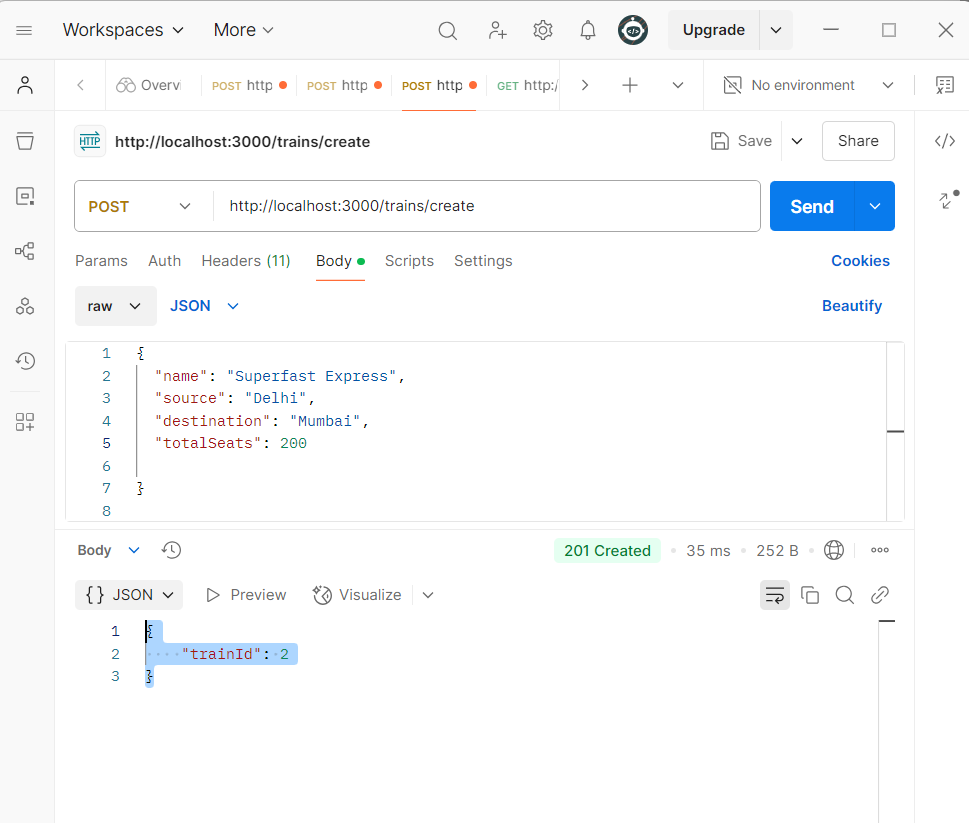 Workspaces More Upgrade
Overvi POST http POST http POST http GET http:/ No environment
HTTP http://localhost:3000/trains/create Save Share
POST http://localhost:3000/trains/create Send
Params Auth Headers (11) Body Scripts Settings Cookies
raw JSON Beautify
1 {
2 "name": "Superfast Express",
3 "source": "Delhi",
4 "destination": "Mumbai",
5 "totalSeats": 200
6
7 }
8
Body 201 Created 35 ms 252 B
{} JSON Preview Visualize
1 {
2 "trainId": 2
3 }